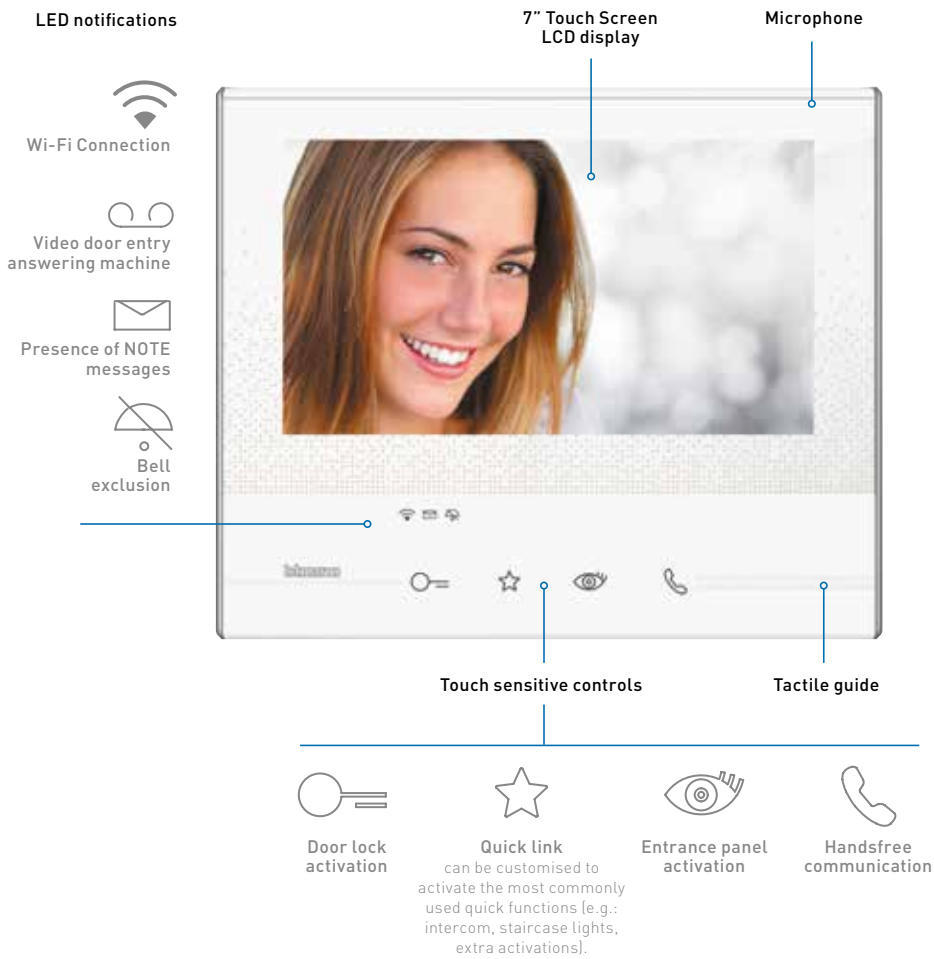 LED notifications
7” Touch Screen
LCD display
Microphone
Wi-Fi Connection
Video door entry
answering machine
Presence of NOTE
messages
Bell
exclusion
Touch sensitive controls
Tactile guide
Door lock
activation
Quick link
can be customised to
activate the most commonly
used quick functions (e.g.:
intercom, staircase lights,
extra activations).
Entrance panel
activation
Handsfree
communication